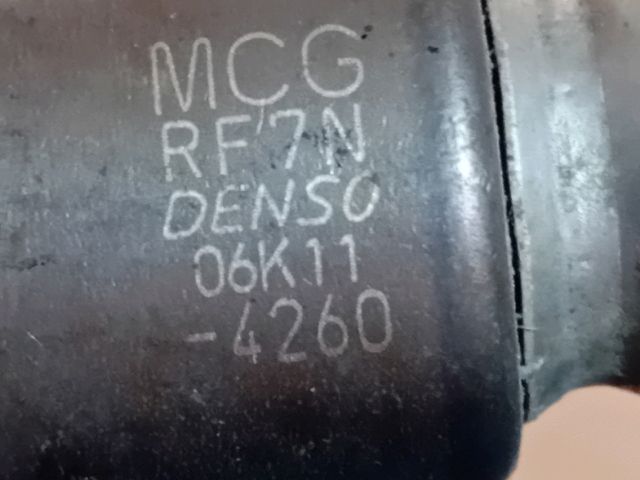 MCG
RF7N
DENSO
06K11
-4260